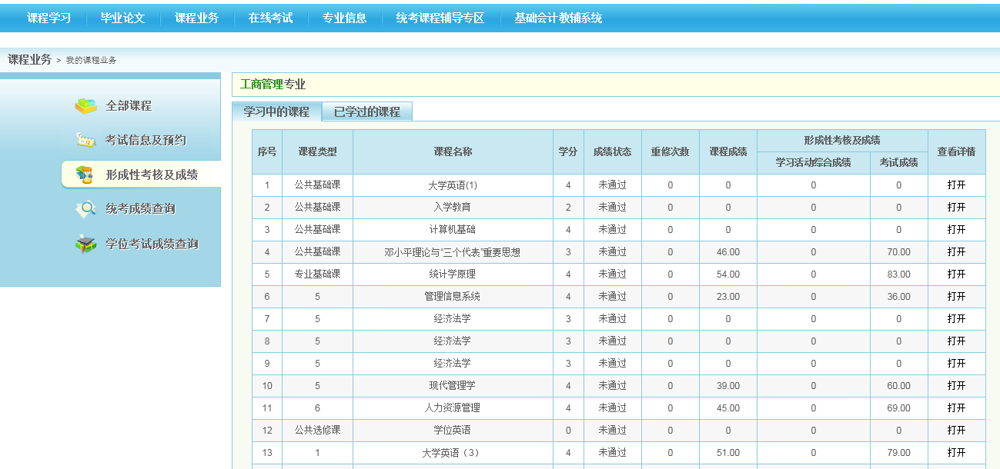 课程学习 毕业论文 课程业务 在线考试 专业信息 统考课程辅导专区 基础会计教辅系统
课程业务 > 我的课程业务
全部课程
考试信息及预约
形成性考核及成绩
统考成绩查询
学位考试成绩查询
工商管理专业
学习中的课程 已学过的课程
序号 课程类型 课程名称 学分 成绩状态 重修次数 课程成绩 形成性考核及成绩 查看详情
学习活动综合成绩 考试成绩
1 公共基础课 大学英语(1) 4 未通过 0 0 0 0 打开
2 公共基础课 入学教育 2 未通过 0 0 0 0 打开
3 公共基础课 计算机基础 4 未通过 0 0 0 0 打开
4 公共基础课 邓小平理论与“三个代表”重要思想 3 未通过 0 46.00 0 70.00 打开
5 专业基础课 统计学原理 4 未通过 0 54.00 0 83.00 打开
6 5 管理信息系统 4 未通过 0 23.00 0 36.00 打开
7 5 经济法学 3 未通过 0 0 0 0 打开
8 5 经济法学 3 未通过 0 0 0 0 打开
9 5 经济法学 3 未通过 0 0 0 0 打开
10 5 现代管理学 4 未通过 0 39.00 0 60.00 打开
11 6 人力资源管理 4 未通过 0 45.00 0 69.00 打开
12 公共选修课 学位英语 0 未通过 0 0 0 0 打开
13 1 大学英语（3） 4 未通过 0 51.00 0 79.00 打开